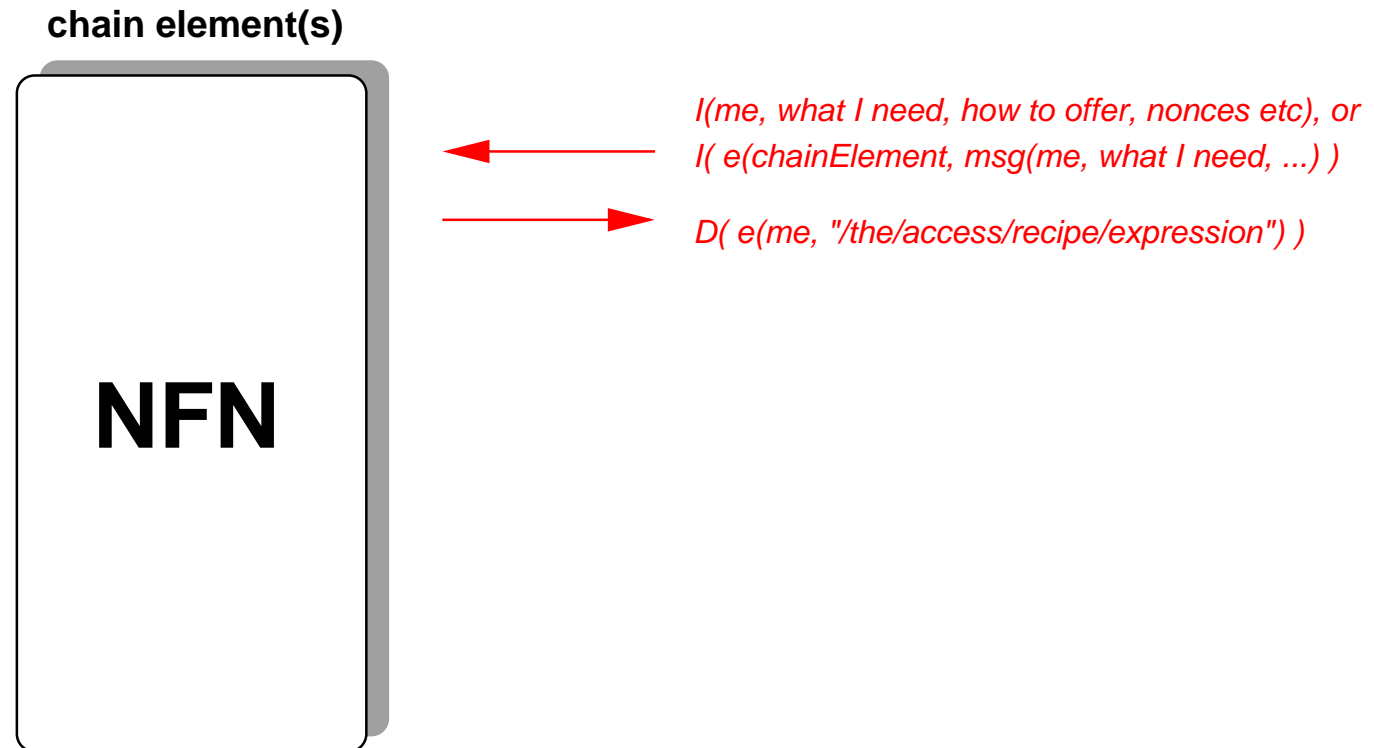 chain element(s)
I(me, what I need, how to offer, nonces etc), or
I( e(chainElement, msg(me, what I need, ...) )
D( e(me, "/the/access/recipe/expression") )
NFN